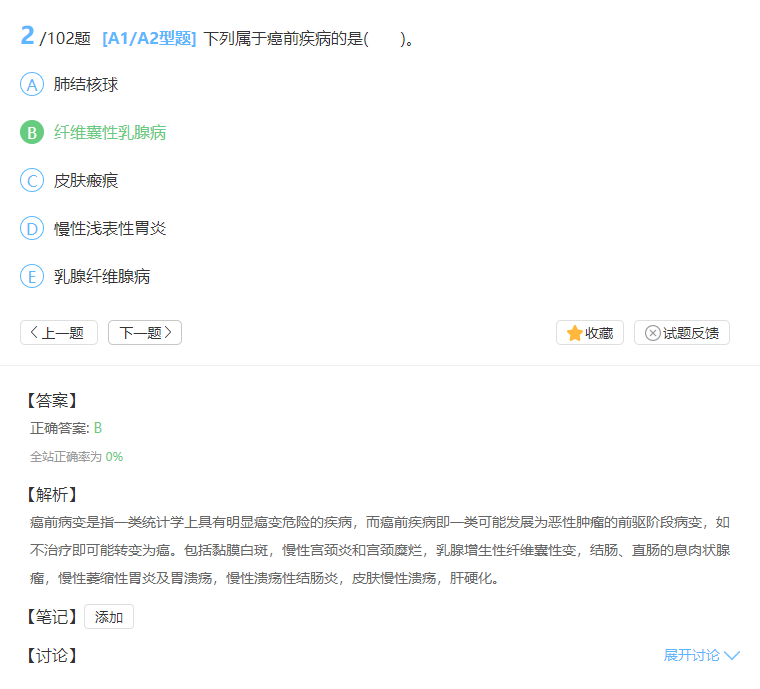 2 /102题 [A1/A2型题] 下列属于癌前疾病的是(　　)。
A 肺结核球
B 纤维囊性乳腺病
C 皮肤瘢痕
D 慢性浅表性胃炎
E 乳腺纤维腺病
上一题 下一题 收藏 试题反馈
【答案】
正确答案: B
全站正确率为 0%
【解析】
癌前病变是指一类统计学上具有明显癌变危险的疾病，而癌前疾病即一类可能发展为恶性肿瘤的前驱阶段病变，如
不治疗即可能转变为癌。包括黏膜白斑，慢性宫颈炎和宫颈糜烂，乳腺增生性纤维囊性变，结肠、直肠的息肉状腺
瘤，慢性萎缩性胃炎及胃溃疡，慢性溃疡性结肠炎，皮肤慢性溃疡，肝硬化。
【笔记】 添加
【讨论】 展开讨论